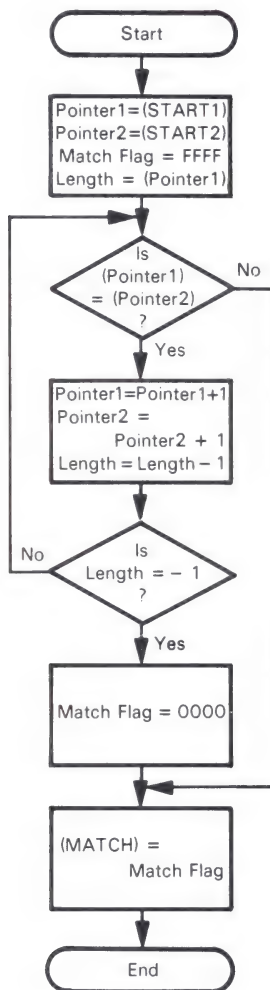 Start
Pointer1=(START1)
Pointer2=(START2)
Match Flag = FFFF
Length = (Pointer1)
Is
(Pointer1)
= (Pointer2)
?
No
Yes
Pointer1=Pointer1+1
Pointer2 =
Pointer2 + 1
Length=Length-1
Is
Length = - 1
?
No
Yes
Match Flag = 0000
(MATCH) =
Match Flag
End